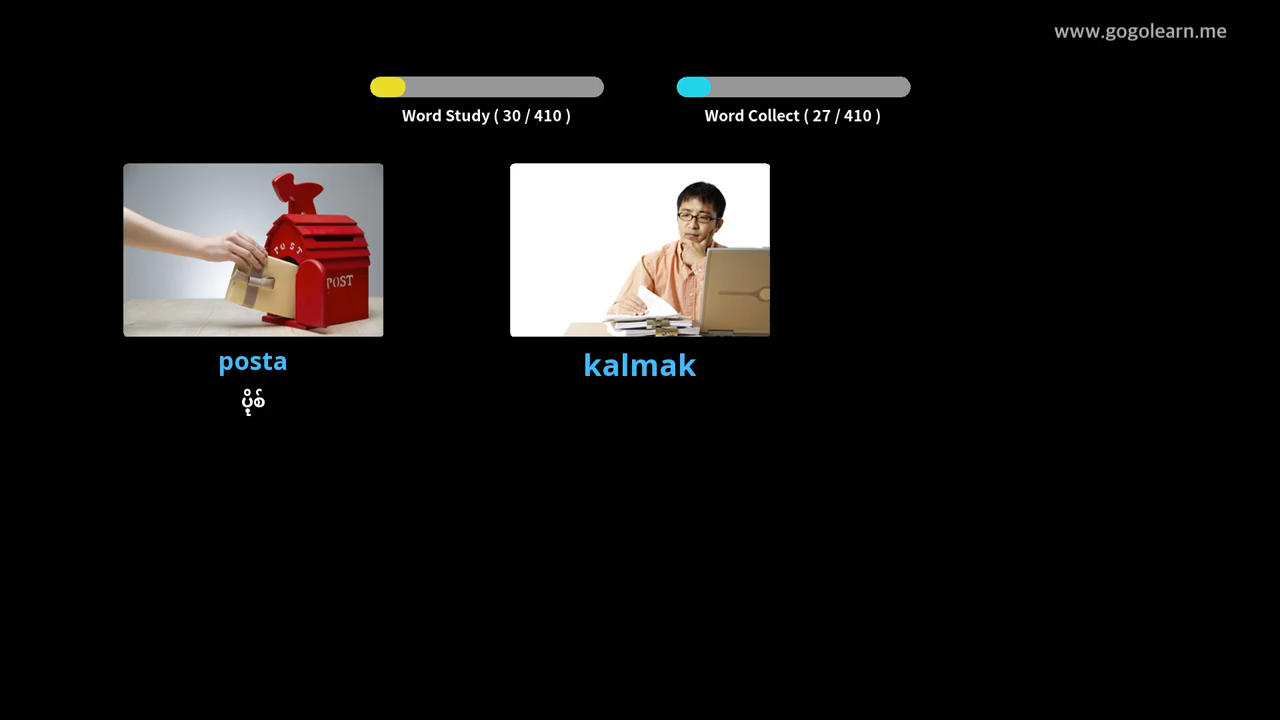 www.gogolearn.me
Word Study ( 30 / 410 )
Word Collect ( 27 / 410 )
POST
POST
posta
kalmak
ပို့စ်